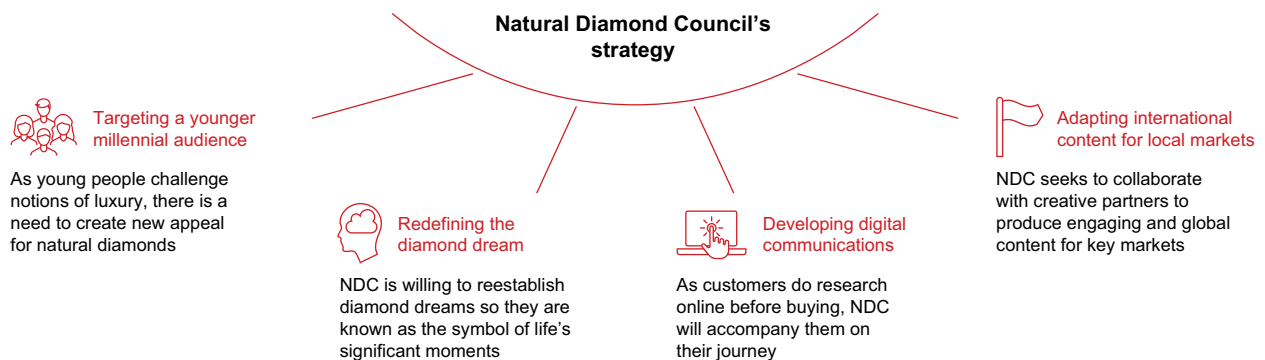 Natural Diamond Council’s
strategy
Targeting a younger
millennial audience
As young people challenge
notions of luxury, there is a
need to create new appeal
for natural diamonds
Redefining the
diamond dream
NDC is willing to reestablish
diamond dreams so they are
known as the symbol of life’s
significant moments
Developing digital
communications
As customers do research
online before buying, NDC
will accompany them on
their journey
Adapting international
content for local markets
NDC seeks to collaborate
with creative partners to
produce engaging and global
content for key markets